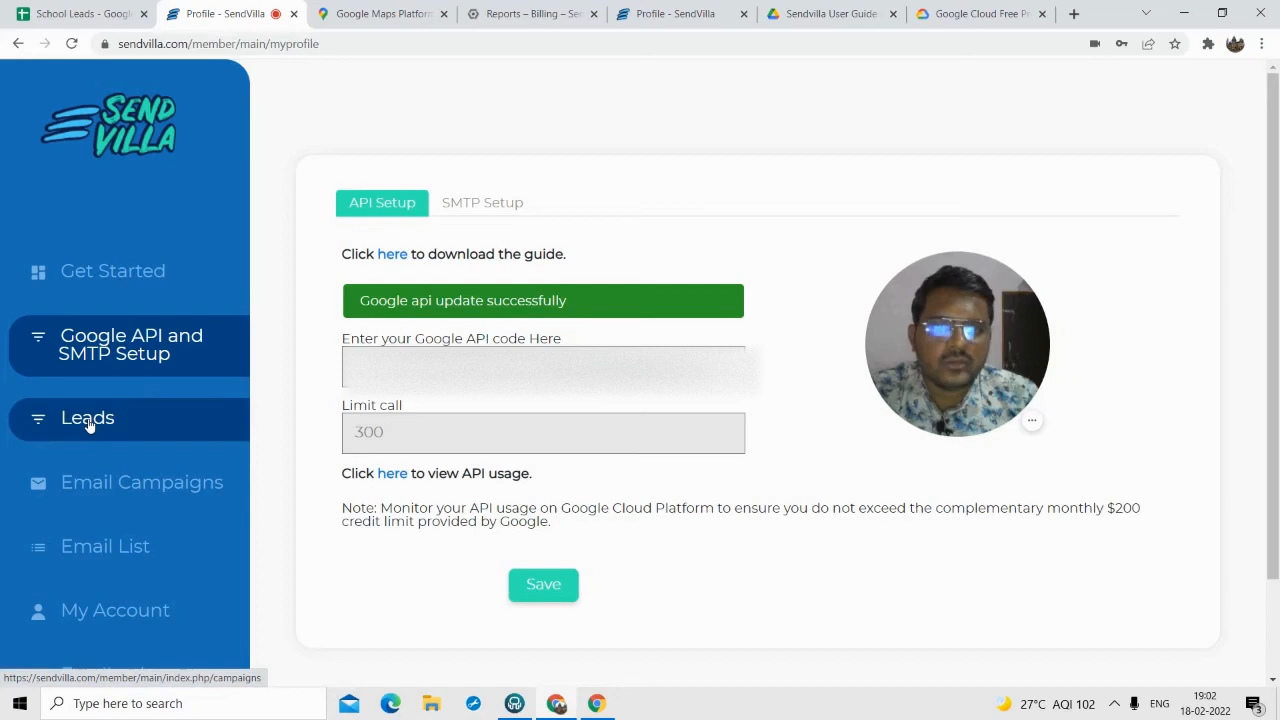 School Leads - Goo
Profile - SendVilla
Google Maps Platform
Reports – Billing – Sen
Profile - SendVilla
Sendvilla User Guide
Google Cloud Free P
sendvilla.com/member/main/myprofile
SEND
VILLA
Get Started
Google API and
SMTP Setup
Leads
Email Campaigns
Email List
My Account
API Setup
SMTP Setup
Click here to download the guide.
Google api update successfully
Enter your Google API code Here
Limit call
300
Click here to view API usage.
Note: Monitor your API usage on Google Cloud Platform to ensure you do not exceed the complementary monthly $200
credit limit provided by Google.
Save
https://sendvilla.com/member/main/index.php/campaigns
Type here to search
27°C AQI 102
ENG
19:02
18-02-2022
3